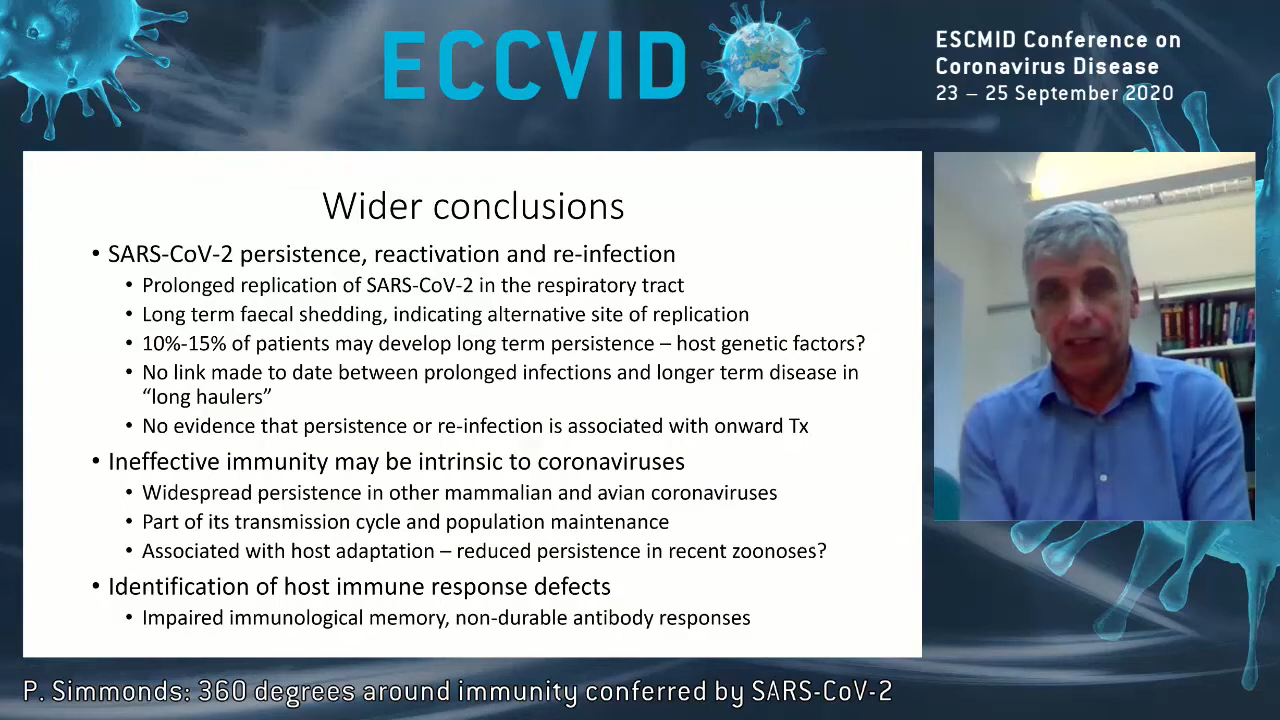 ECCVID
ESCMID Conference on
Coronavirus Disease
23 – 25 September 2020
Wider conclusions
• SARS-CoV-2 persistence, reactivation and re-infection
• Prolonged replication of SARS-CoV-2 in the respiratory tract
• Long term faecal shedding, indicating alternative site of replication
• 10%-15% of patients may develop long term persistence – host genetic factors?
• No link made to date between prolonged infections and longer term disease in
“long haulers”
• No evidence that persistence or re-infection is associated with onward Tx
• Ineffective immunity may be intrinsic to coronaviruses
• Widespread persistence in other mammalian and avian coronaviruses
• Part of its transmission cycle and population maintenance
• Associated with host adaptation – reduced persistence in recent zoonoses?
• Identification of host immune response defects
• Impaired immunological memory, non-durable antibody responses
P. Simmonds: 360 degrees around immunity conferred by SARS-CoV-2